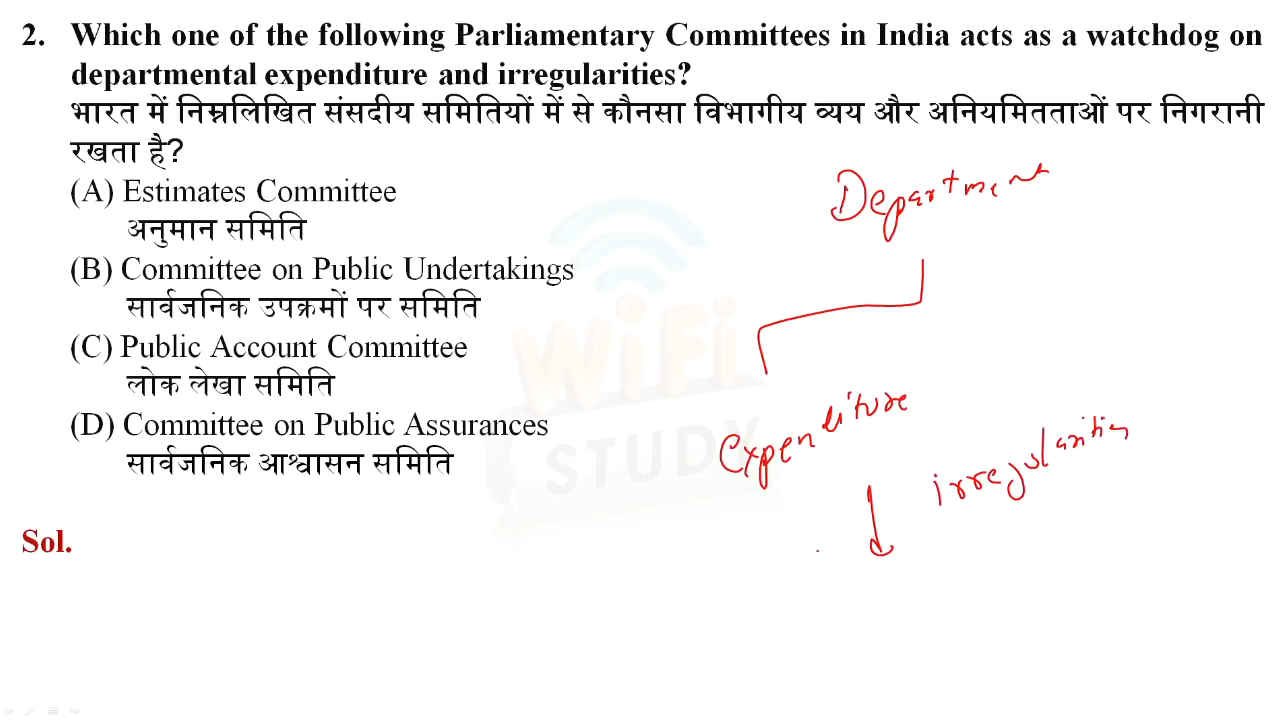 2. Which one of the following Parliamentary Committees in India acts as a watchdog on
departmental expenditure and irregularities?
भारत में निम्नलिखित संसदीय समितियों में से कौनसा विभागीय व्यय और अनियमितताओं पर निगरानी
रखता है?
(A) Estimates Committee
अनुमान समिति
(B) Committee on Public Undertakings
सार्वजनिक उपक्रमों पर समिति
(C) Public Account Committee
लोक लेखा समिति
(D) Committee on Public Assurances
सार्वजनिक आश्वासन समिति
Sol.
Department
Expenditure
irregularities
WiFi
STUDY